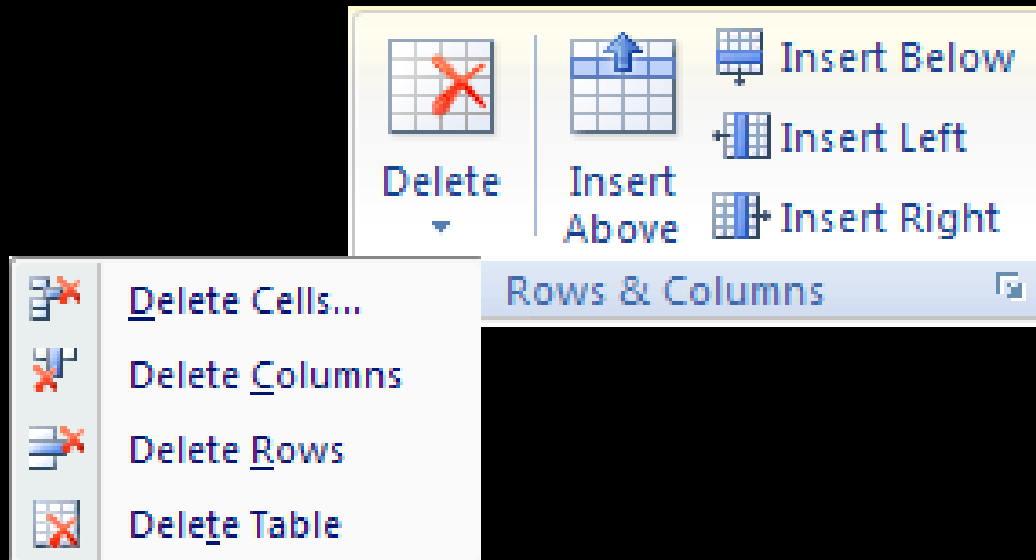 Delete
Insert
Above
Insert Below
Insert Left
Insert Right
Rows & Columns
Delete Cells...
Delete Columns
Delete Rows
Delete Table